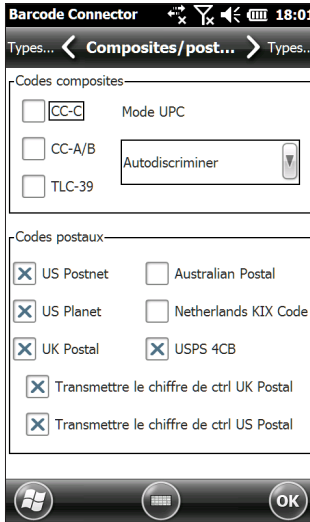 Barcode Connector 18:01
Types... Composites/post... Types..
Codes composites
CC-C Mode UPC
CC-A/B
Autodiscriminer
TLC-39
Codes postaux
US Postnet Australian Postal
US Planet Netherlands KIX Code
UK Postal USPS 4CB
Transmettre le chiffre de ctrl UK Postal
Transmettre le chiffre de ctrl US Postal
OK